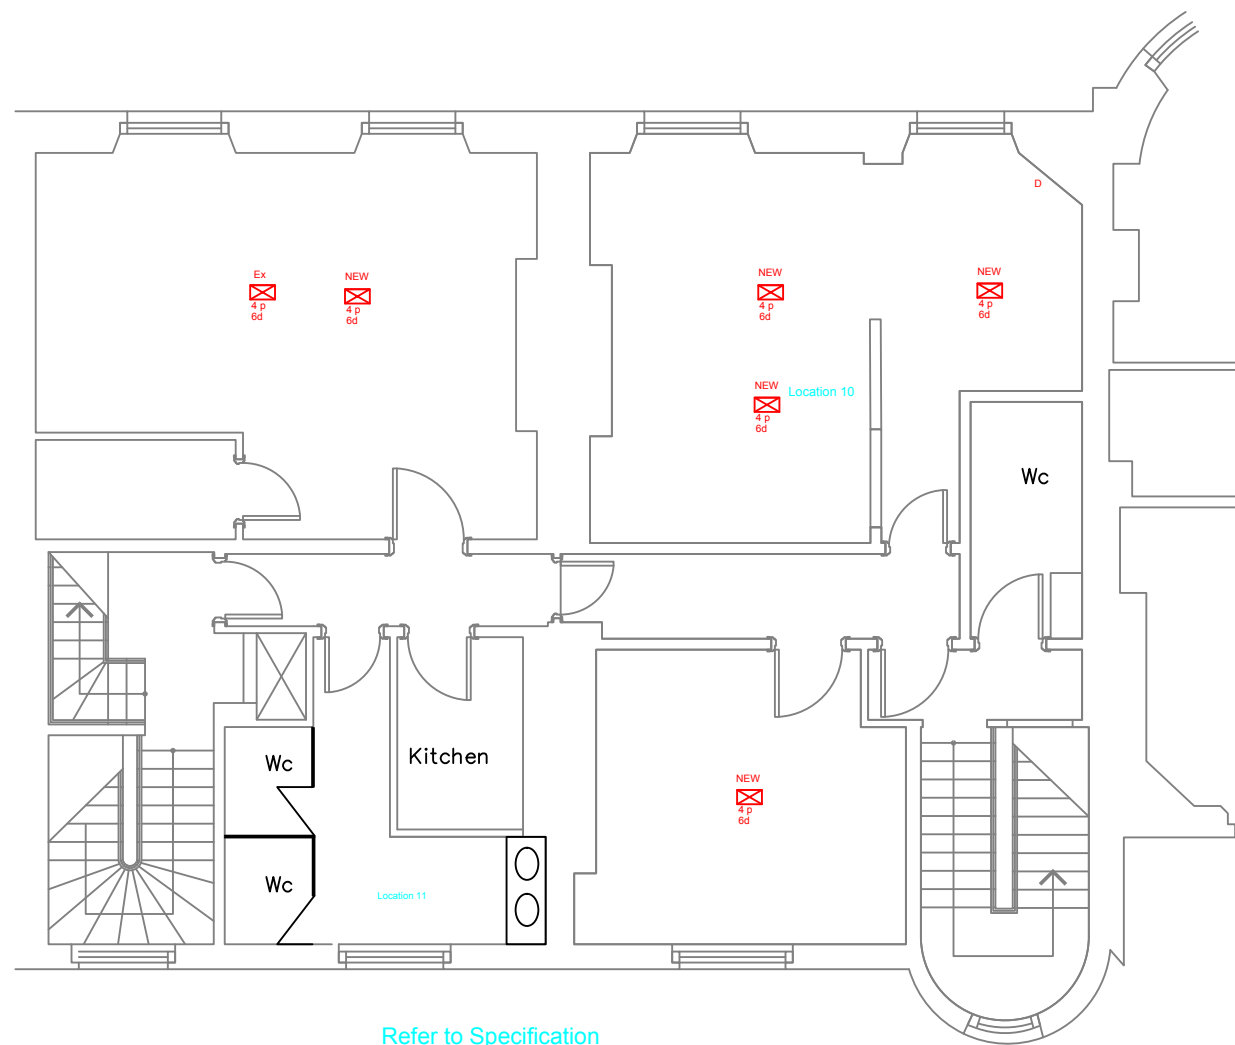 D
Ex
4 p
6d
NEW
4 p
6d
NEW
4 p
6d
NEW
4 p
6d
NEW
4 p
6d
Location 10
Wc
Wc
Kitchen
NEW
4 p
6d
Wc
Location 11
Refer to Specification